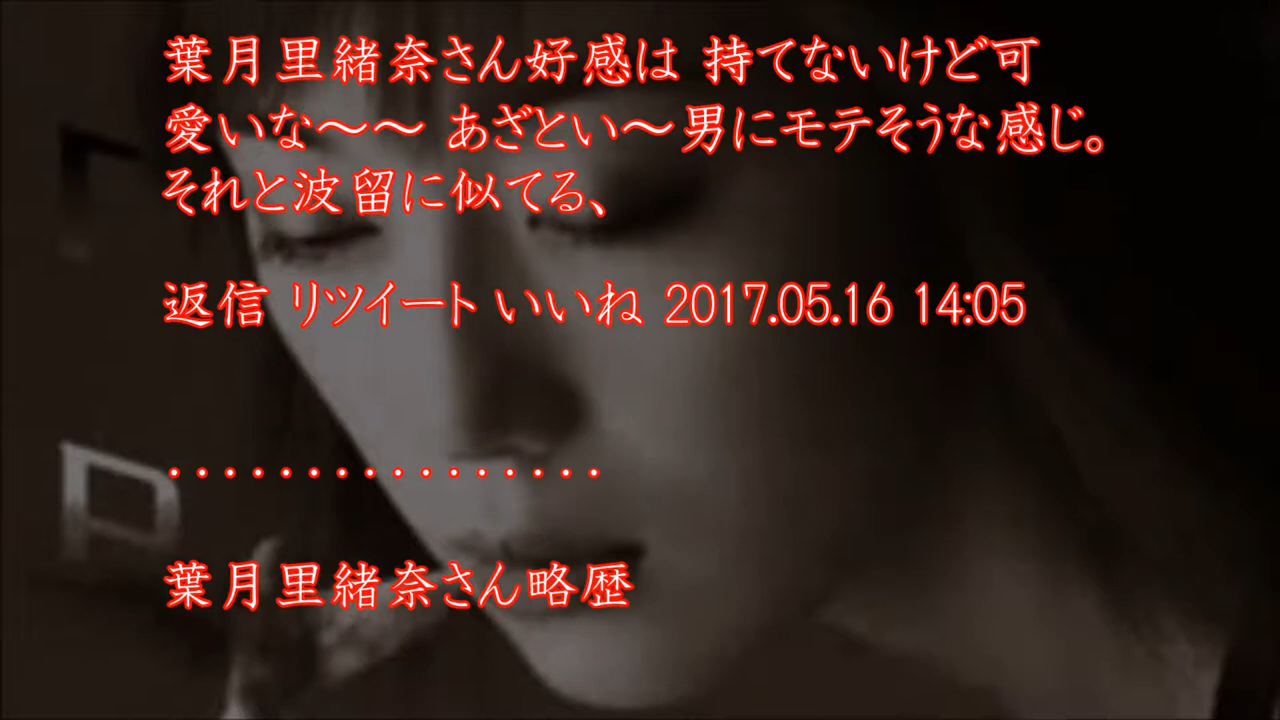 葉月里緒奈さん好感は 持てないけど可
愛いな～～ あざとい～男にモテそうな感じ。
それと波留に似てる、
返信 リツイート いいね 2017.05.16 14:05
................
葉月里緒奈さん略歴